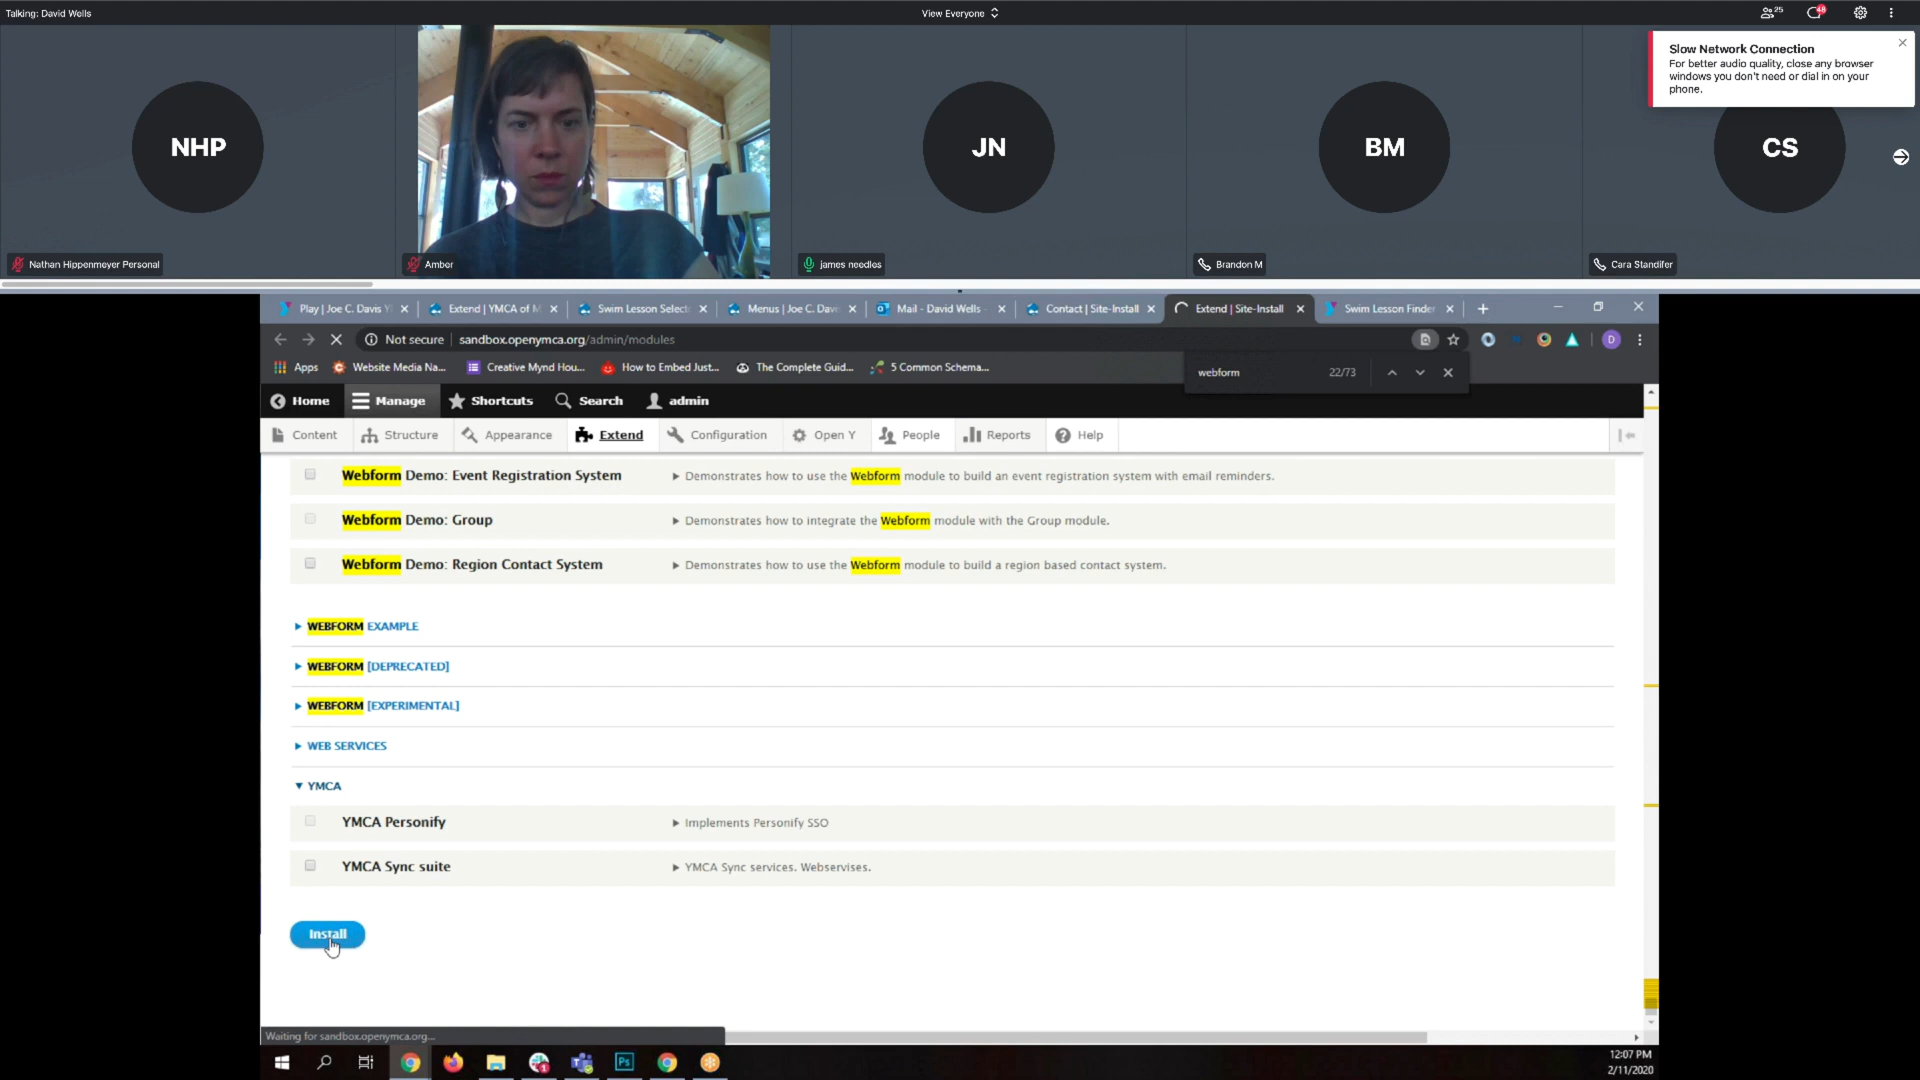 Talking: David Wells
View Everyone
25
48
Slow Network Connection
For better audio quality, close any browser
windows you don't need or dial in on your
phone.
NHP
JN
BM
CS
Nathan Hippenmeyer Personal
Amber
james needles
Brandon M
Cara Standifer
Play | Joe C. Davis Y
Extend | YMCA of M
Swim Lesson Select
Menus | Joe C. Davi
Mail - David Wells -
Contact | Site-Install
Extend | Site-Install
Swim Lesson Finder
Not secure
sandbox.openymca.org/admin/modules
D
Apps
Website Media Na...
Creative Mynd Hou...
How to Embed Just...
The Complete Guid...
5 Common Schema...
webform
22/73
Home
Manage
Shortcuts
Search
admin
Content
Structure
Appearance
Extend
Configuration
Open Y
People
Reports
Help
Webform Demo: Event Registration System
Demonstrates how to use the Webform module to build an event registration system with email reminders.
Webform Demo: Group
Demonstrates how to integrate the Webform module with the Group module.
Webform Demo: Region Contact System
Demonstrates how to use the Webform module to build a region based contact system.
WEBFORM EXAMPLE
WEBFORM [DEPRECATED]
WEBFORM [EXPERIMENTAL]
WEB SERVICES
YMCA
YMCA Personify
Implements Personify SSO
YMCA Sync suite
YMCA Sync services. Webservises.
Install
Waiting for sandbox.openymca.org...
Ps
12:07 PM
2/11/2020